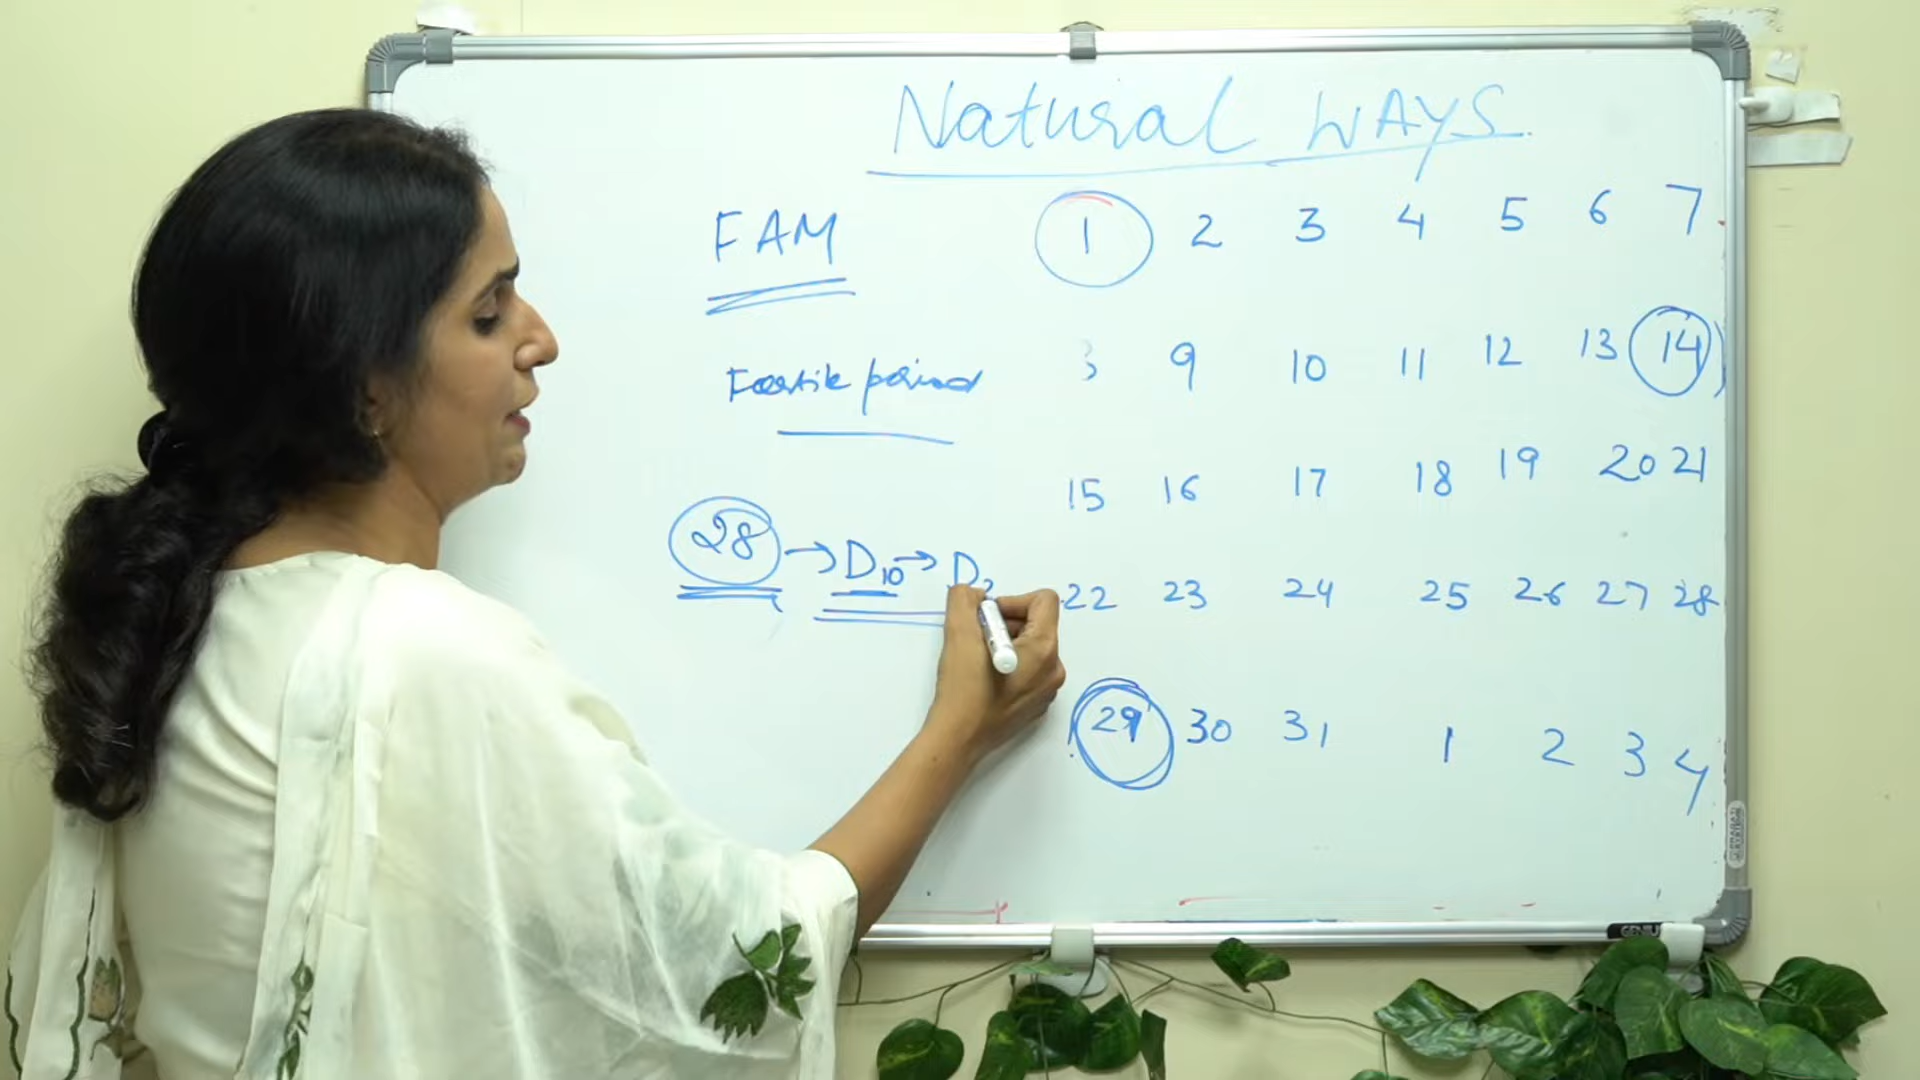 Natural WAYS
FAM
1 2 3 4 5 6 7
Fertile period
9 10 11 12 13 14
15 16 17 18 19 20 21
28 → D10 → D2
22 23 24 25 26 27 28
29 30 31 1 2 3 4